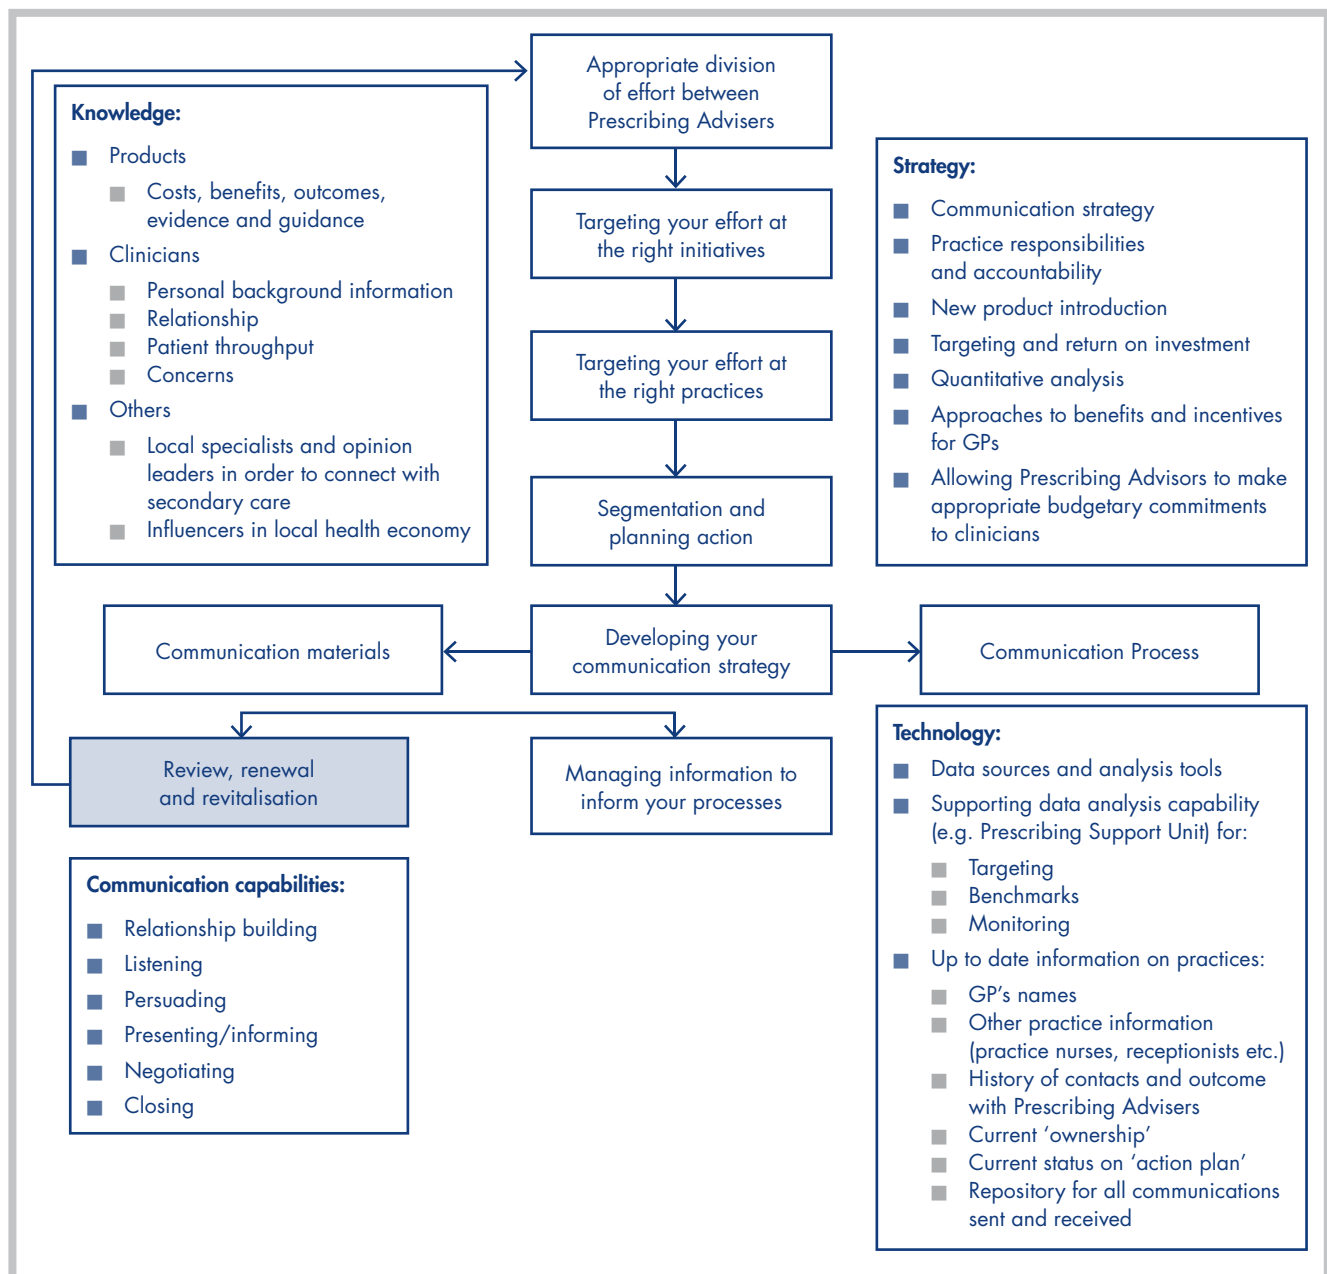 Appropriate division
of effort between
Prescribing Advisers
Knowledge:
Products
Costs, benefits, outcomes,
evidence and guidance
Clinicians
Personal background information
Relationship
Patient throughput
Concerns
Others
Local specialists and opinion
leaders in order to connect with
secondary care
Influencers in local health economy
Targeting your effort at
the right initiatives
Targeting your effort at
the right practices
Segmentation and
planning action
Strategy:
Communication strategy
Practice responsibilities
and accountability
New product introduction
Targeting and return on investment
Quantitative analysis
Approaches to benefits and incentives
for GPs
Allowing Prescribing Advisors to make
appropriate budgetary commitments
to clinicians
Communication materials
Developing your
communication strategy
Communication Process
Review, renewal
and revitalisation
Managing information to
inform your processes
Communication capabilities:
Relationship building
Listening
Persuading
Presenting/informing
Negotiating
Closing
Technology:
Data sources and analysis tools
Supporting data analysis capability
(e.g. Prescribing Support Unit) for:
Targeting
Benchmarks
Monitoring
Up to date information on practices:
GP's names
Other practice information
(practice nurses, receptionists etc.)
History of contacts and outcome
with Prescribing Advisers
Current ‘ownership’
Current status on ‘action plan’
Repository for all communications
sent and received